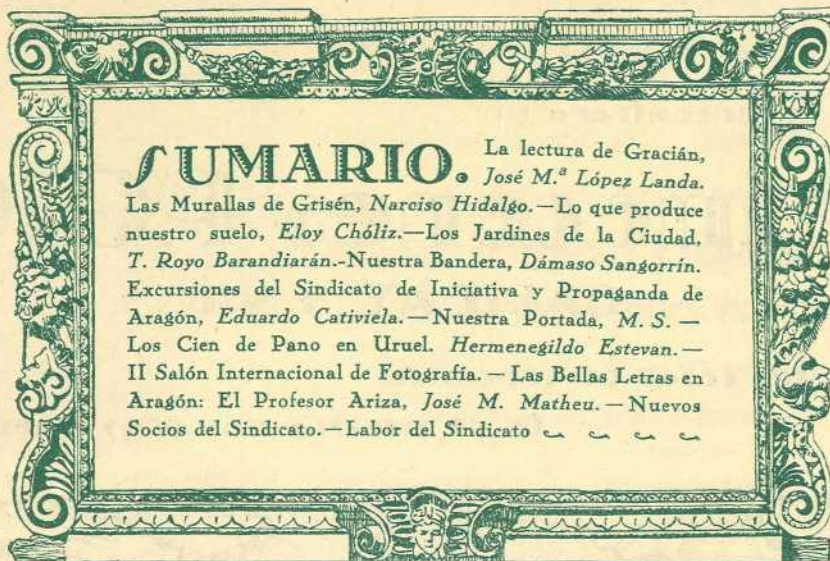 SUMARIO. La lectura de Gracián,
José M.ª López Landa.
Las Murallas de Grisén, Narciso Hidalgo.—Lo que produce
nuestro suelo, Eloy Chóliz.—Los Jardines de la Ciudad,
T. Royo Barandiarán.-Nuestra Bandera, Dámaso Sangorrín.
Excursiones del Sindicato de Iniciativa y Propaganda de
Aragón, Eduardo Cativiela.—Nuestra Portada, M. S. —
Los Cien de Pano en Uruel. Hermenegildo Estevan.—
II Salón Internacional de Fotografía. — Las Bellas Letras en
Aragón: El Profesor Ariza, José M. Matheu.—Nuevos
Socios del Sindicato.—Labor del Sindicato